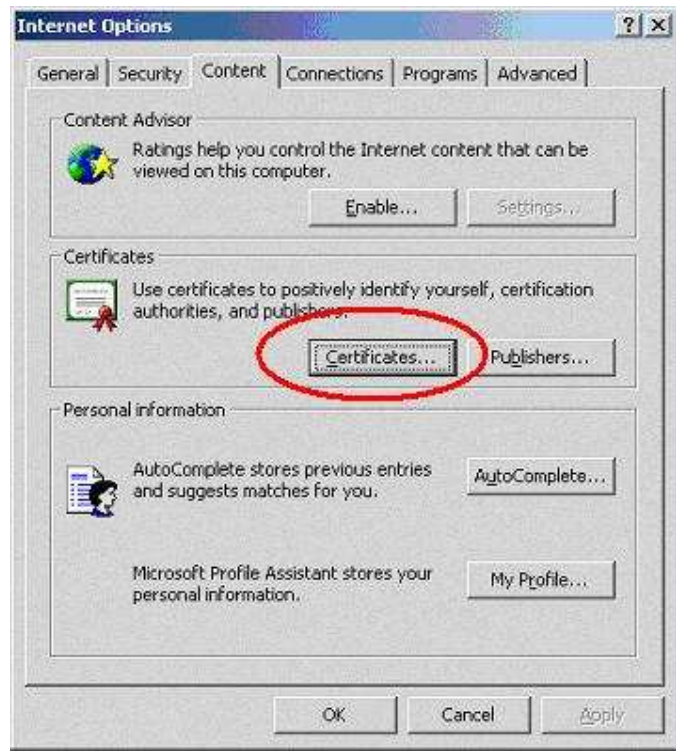 Internet Options
General Security Content Connections Programs Advanced
Content Advisor
Ratings help you control the Internet content that can be
viewed on this computer.
Enable... Settings...
Certificates
Use certificates to positively identify yourself, certification
authorities, and publishers.
Certificates... Publishers...
Personal information
AutoComplete stores previous entries
and suggests matches for you.
AutoComplete...
Microsoft Profile Assistant stores your
personal information.
My Profile...
OK Cancel Apply